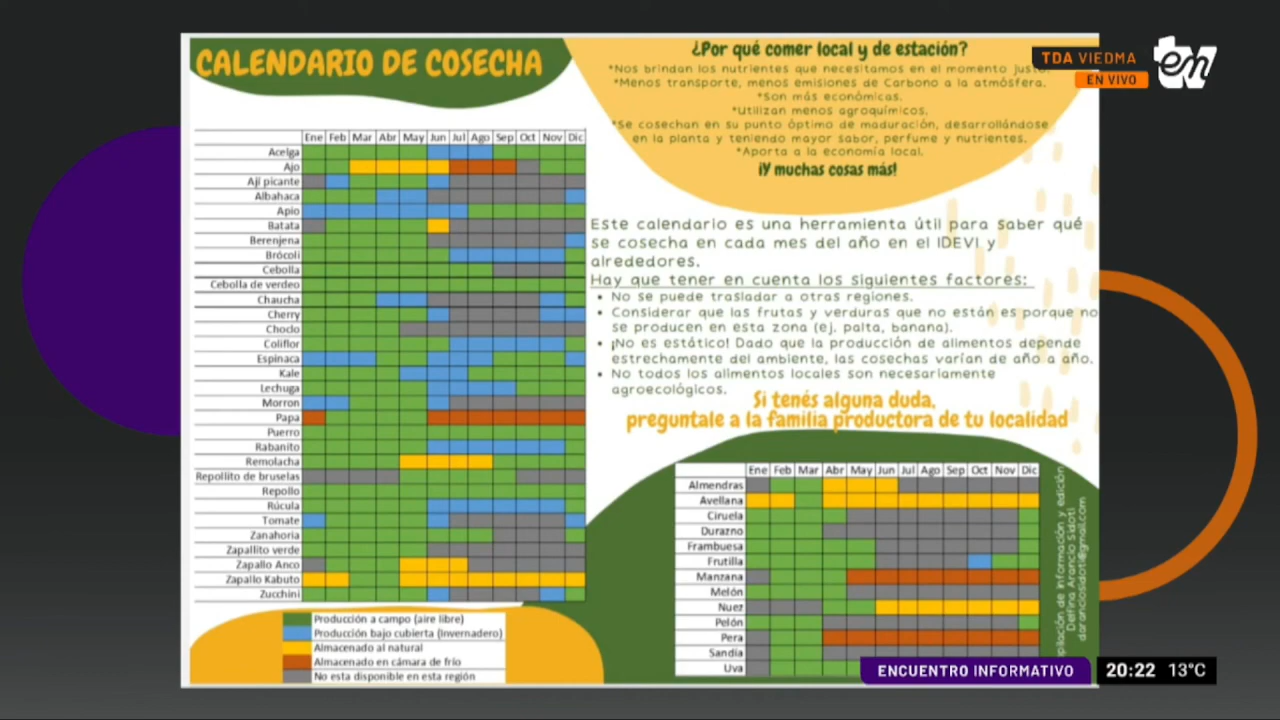 CALENDARIO DE COSECHA
¿Por qué comer local y de estación?
*Nos brindan los nutrientes que necesitamos en el momento justo.
*Menos transporte, menos emisiones de Carbono a la atmósfera.
*Son más económicas.
*Utilizan menos agroquímicos.
*Se cosechan en su punto óptimo de maduración, desarrollándose
en la planta y teniendo mayor sabor, perfume y nutrientes.
*Aporta a la economía local.
¡Y muchas cosas más!
TDA VIEDMA
EN VIVO
Ene Feb Mar Abr May Jun Jul Ago Sep Oct Nov Dic
Acelga
Ajo
Ají picante
Albahaca
Apio
Batata
Berenjena
Brócoli
Cebolla
Cebolla de verdeo
Chaucha
Cherry
Choclo
Coliflor
Espinaca
Kale
Lechuga
Morron
Papa
Puerro
Rabanito
Remolacha
Repollito de bruselas
Repollo
Rúcula
Tomate
Zanahoria
Zapallito verde
Zapallo Anco
Zapallo Kabuto
Zucchini
Producción a campo (aire libre)
Producción bajo cubierta (Invernadero)
Almacenado al natural
Almacenado en cámara de frío
No esta disponible en esta región
Este calendario es una herramienta útil para saber qué
se cosecha en cada mes del año en el IDEVI y
alrededores.
Hay que tener en cuenta los siguientes factores:
• No se puede trasladar a otras regiones.
• Considerar que las frutas y verduras que no están es porque no
se producen en esta zona (ej. palta, banana).
• ¡No es estático! Dado que la producción de alimentos depende
estrechamente del ambiente, las cosechas varían de año a año.
• No todos los alimentos locales son necesariamente
agroecológicos.
Si tenés alguna duda,
preguntale a la familia productora de tu localidad
Ene Feb Mar Abr May Jun Jul Ago Sep Oct Nov Dic
Almendras
Avellana
Ciruela
Durazno
Frambuesa
Frutilla
Manzana
Melón
Nuez
Pelón
Pera
Sandía
Uva
de información y edición
Delfina Arancio Sidoti
daranciosidoti@gmail.com
ENCUENTRO INFORMATIVO
20:22 13°C